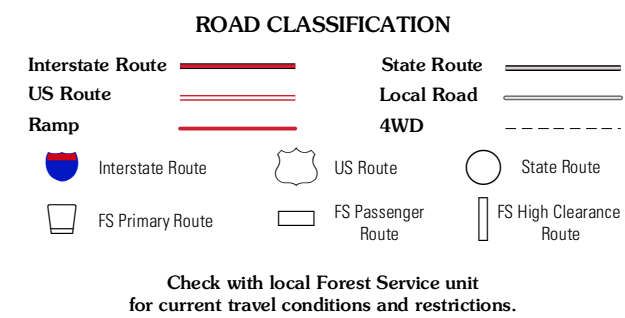 ROAD CLASSIFICATION
Interstate Route
State Route
US Route
Local Road
Ramp
4WD
Interstate Route
US Route
State Route
FS Primary Route
FS Passenger
Route
FS High Clearance
Route
Check with local Forest Service unit
for current travel conditions and restrictions.